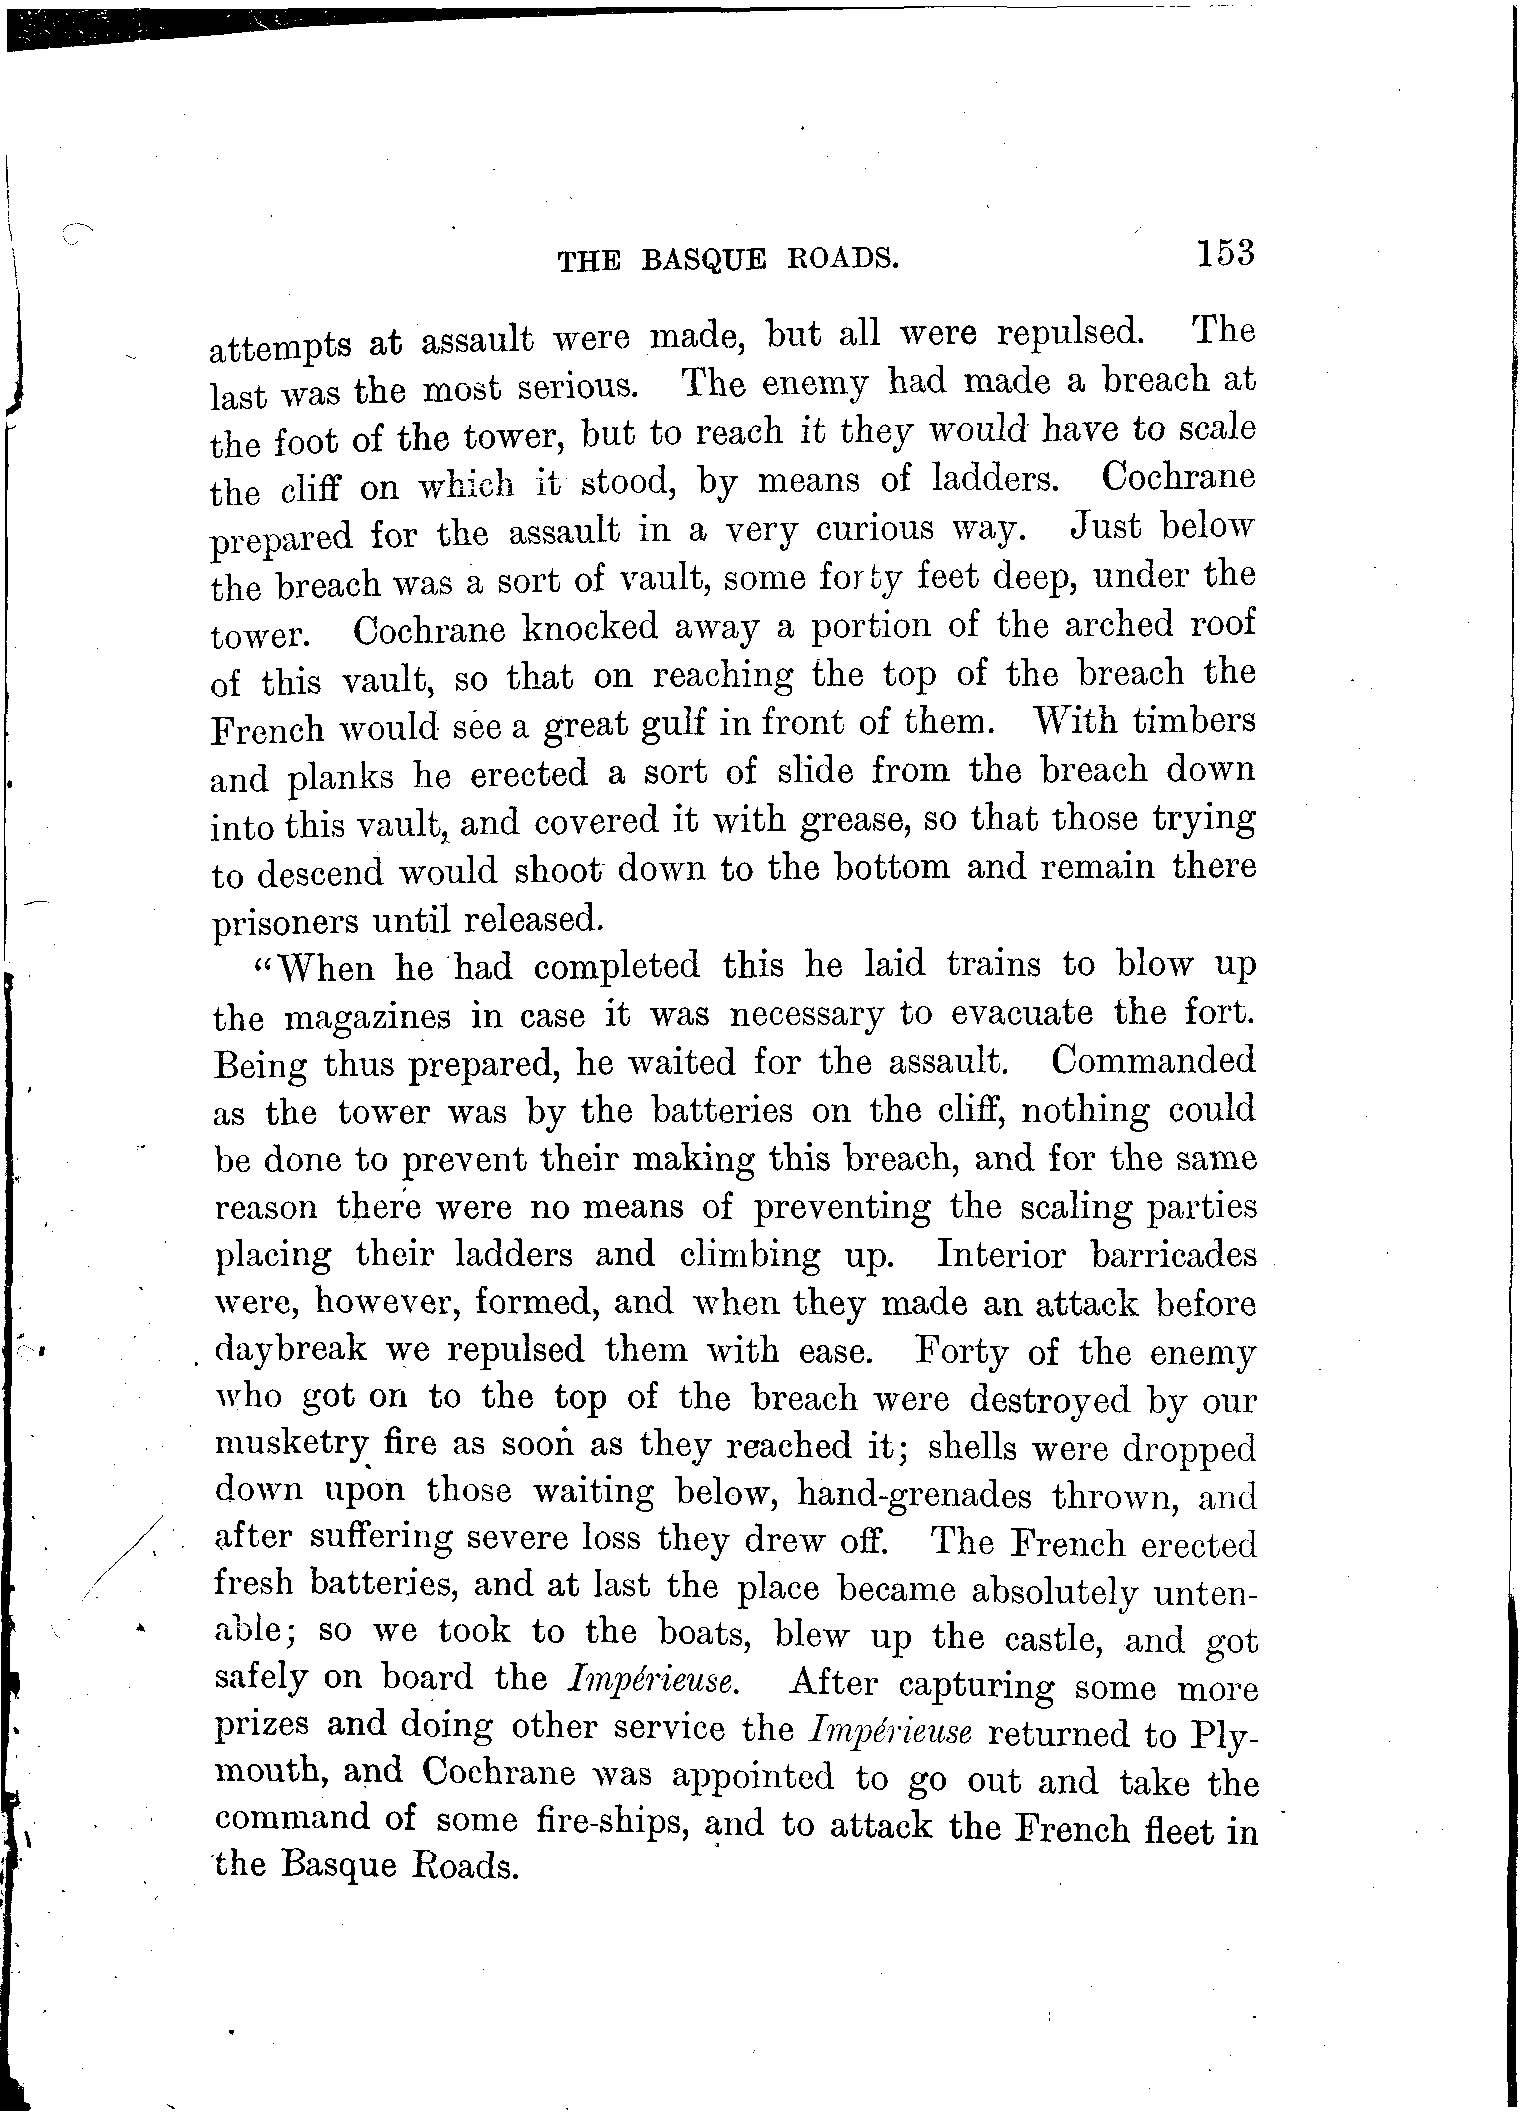 THE BASQUE ROADS. 153
attempts at assault were made, but all were repulsed. The
last was the most serious. The enemy had made a breach at
the foot of the tower, but to reach it they would have to scale
the cliff on which it stood, by means of ladders. Cochrane
prepared for the assault in a very curious way. Just below
the breach was a sort of vault, some forty feet deep, under the
tower. Cochrane knocked away a portion of the arched roof
of this vault, so that on reaching the top of the breach the
French would see a great gulf in front of them. With timbers
and planks he erected a sort of slide from the breach down
into this vault, and covered it with grease, so that those trying
to descend would shoot down to the bottom and remain there
prisoners until released.
"When he had completed this he laid trains to blow up
the magazines in case it was necessary to evacuate the fort.
Being thus prepared, he waited for the assault. Commanded
as the tower was by the batteries on the cliff, nothing could
be done to prevent their making this breach, and for the same
reason there were no means of preventing the scaling parties
placing their ladders and climbing up. Interior barricades
were, however, formed, and when they made an attack before
daybreak we repulsed them with ease. Forty of the enemy
who got on to the top of the breach were destroyed by our
musketry fire as soon as they reached it; shells were dropped
down upon those waiting below, hand-grenades thrown, and
after suffering severe loss they drew off. The French erected
fresh batteries, and at last the place became absolutely unten-
able; so we took to the boats, blew up the castle, and got
safely on board the Impérieuse. After capturing some more
prizes and doing other service the Impérieuse returned to Ply-
mouth, and Cochrane was appointed to go out and take the
command of some fire-ships, and to attack the French fleet in
the Basque Roads.